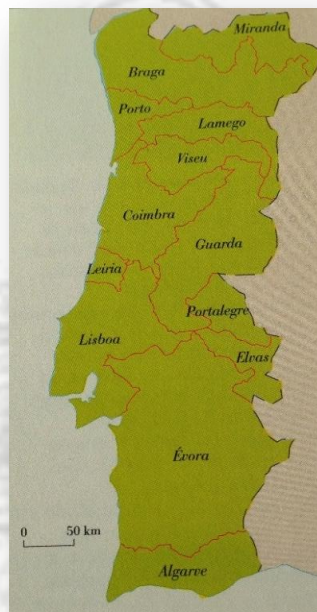 Miranda
Braga
Porto
Lamego
Viseu
Coimbra
Guarda
Leiria
Portalegre
Lisboa
Elvas
Évora
0 50 km
Algarve